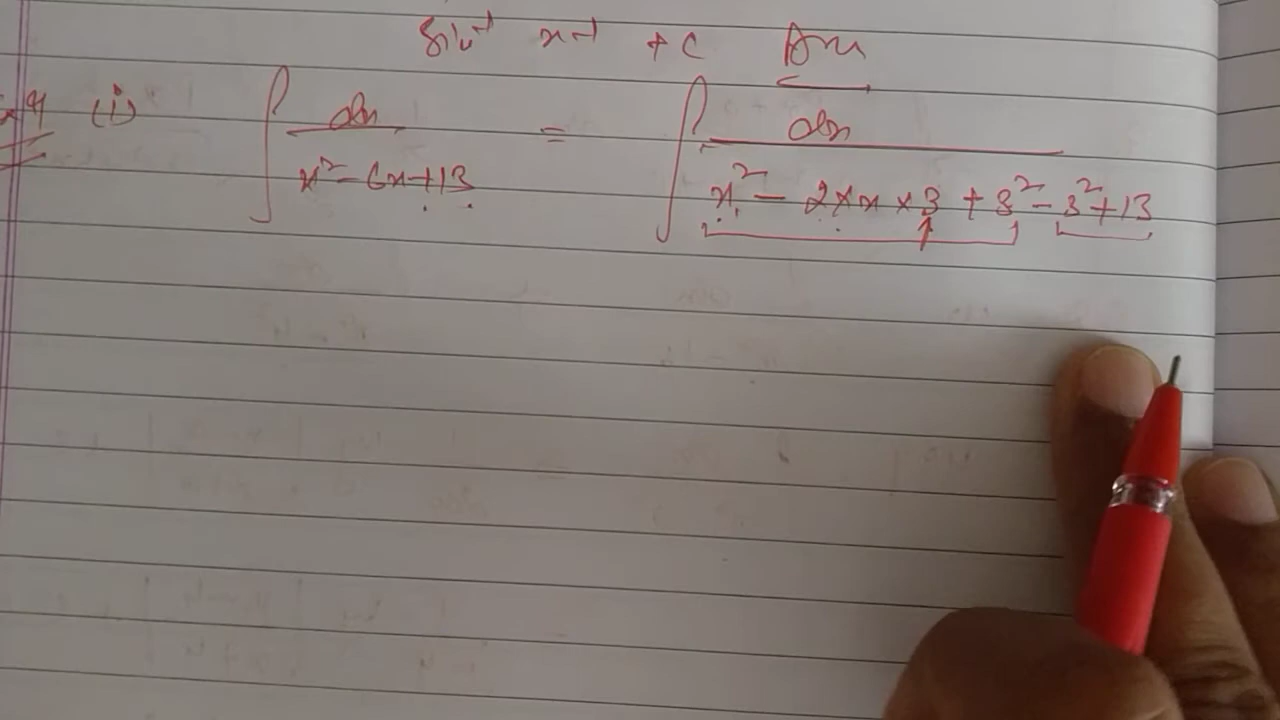 sin⁻¹ x-1 + C Ans
(i) ∫ dx / x² - 6x + 13 = ∫ dx / x² - 2×x×3 + 3² - 3² + 13